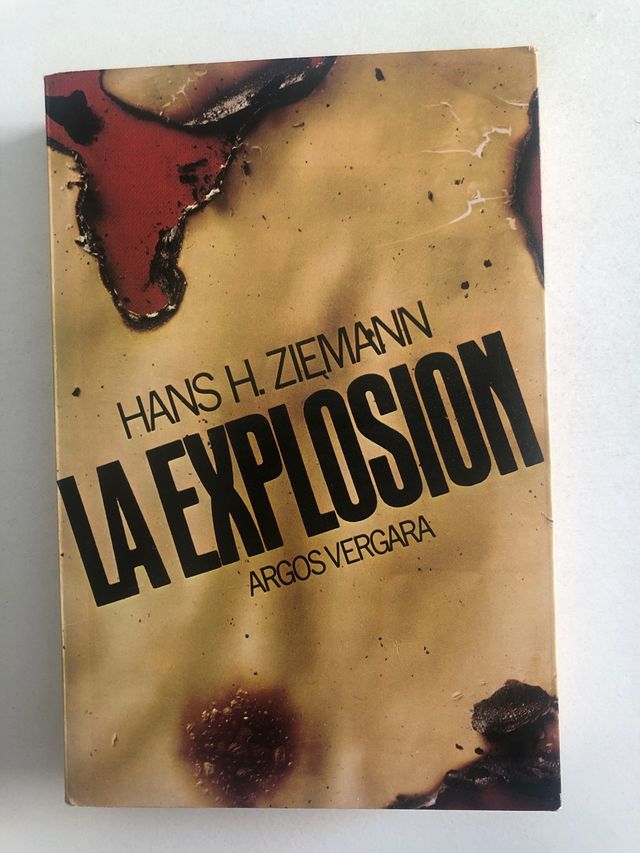 HANS H. ZIEMANN
LA EXPLOSION
ARGOS VERGARA